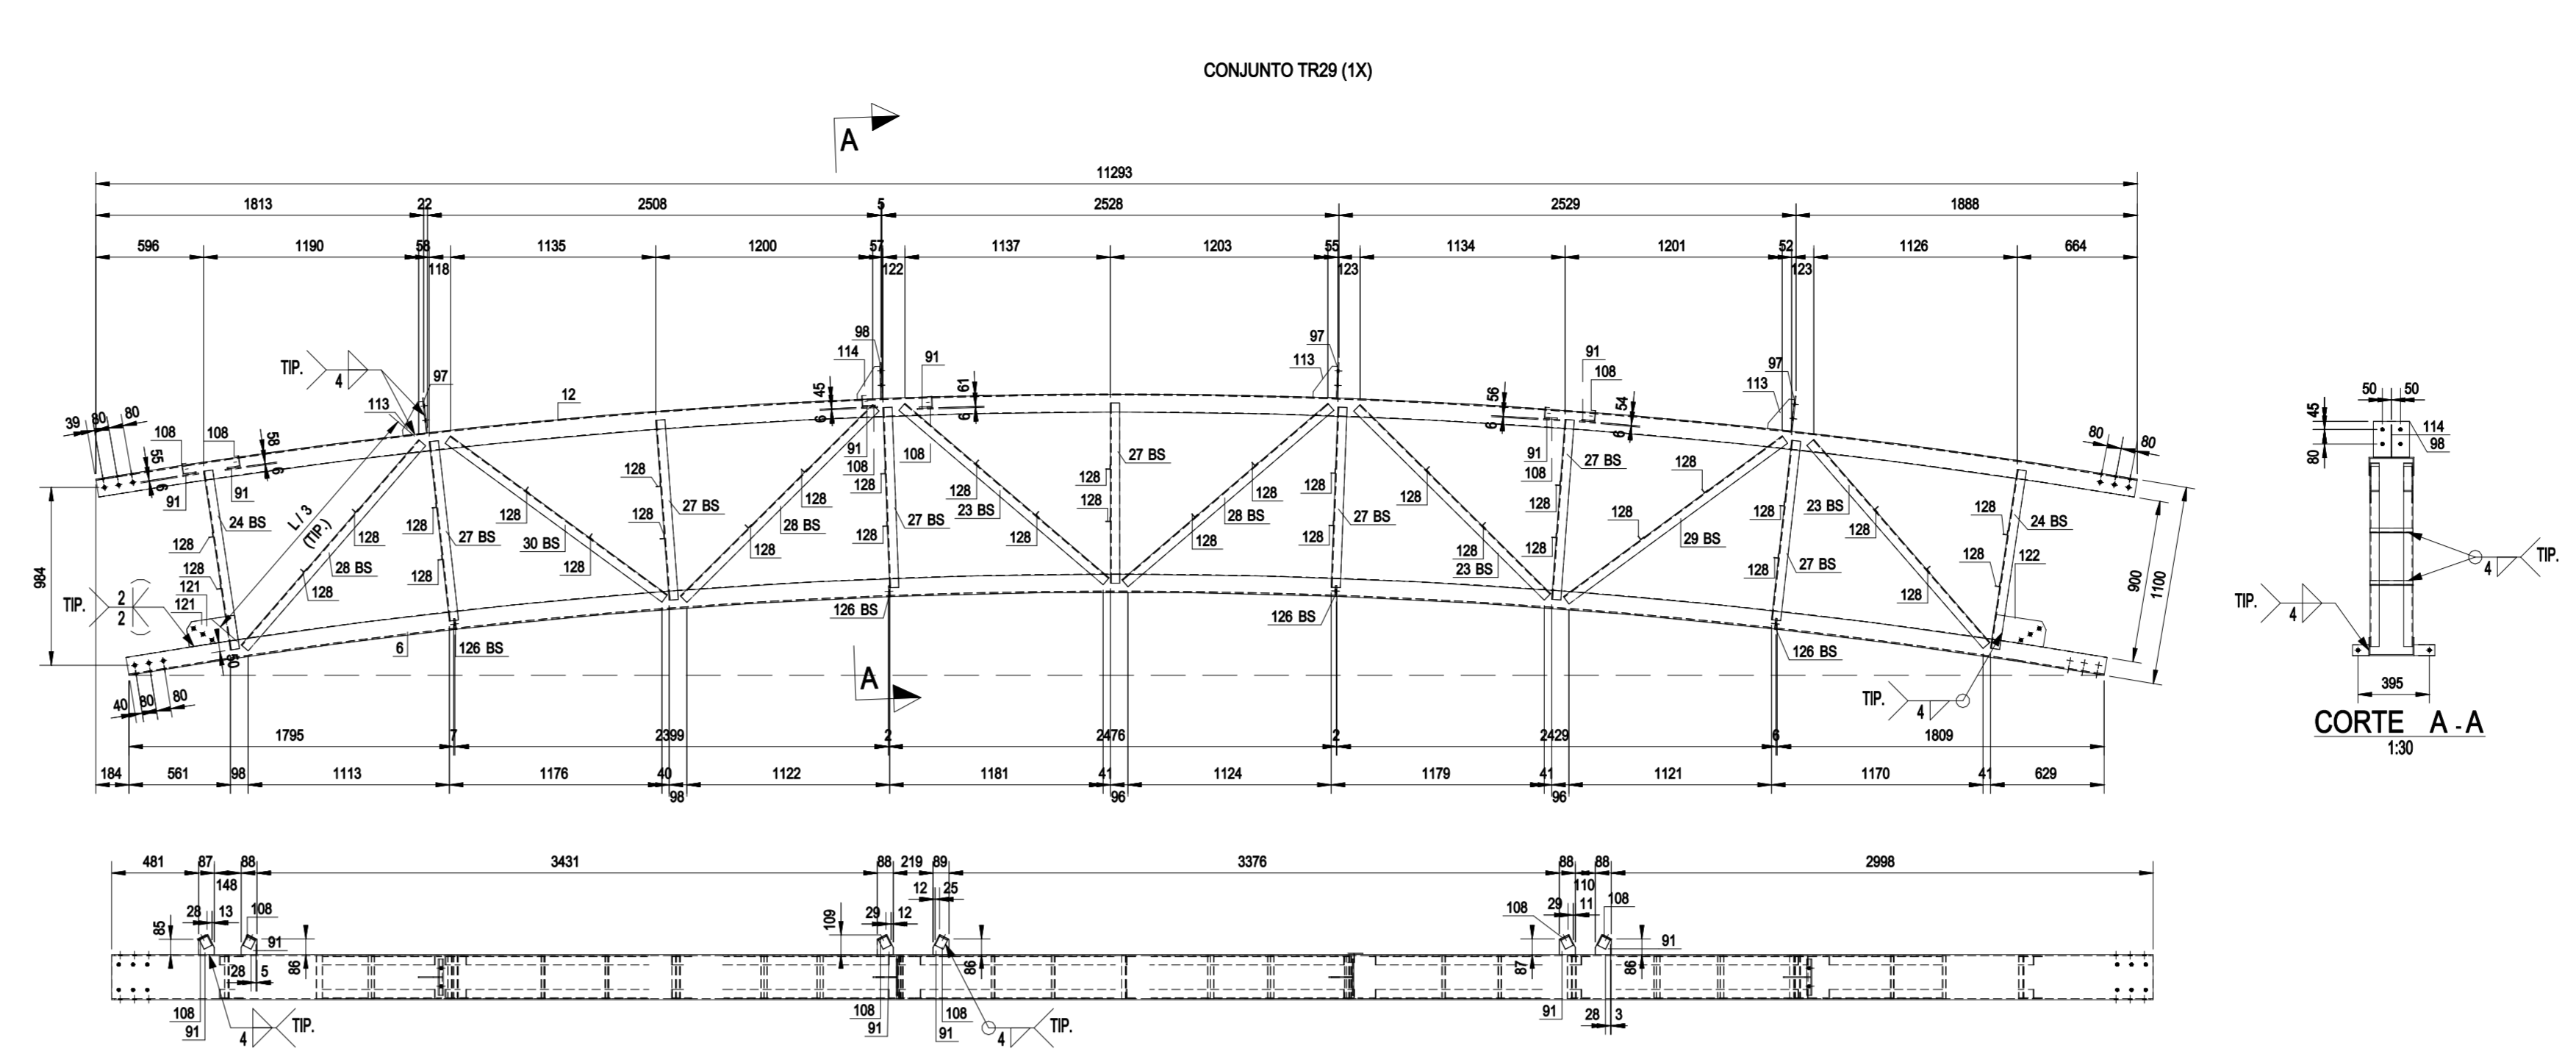 CONJUNTO TR29 (1X)
A
11293
1813 22 2508 5 2528 2529 1888
596 1190 58 1135 1200 57 1137 1203 55 1134 1201 52 1126 664
118 122 123 123
98 97
TIP. 4 97 114 91 113 91 97
12 45 61 56 108 54 113
39 80 80 113 6 6 6 6 80 80
108 108 58 91 108 91
55 6 6 91 91 108 108
50 50
45 114
80 98
24 BS 128 27 BS 128 30 BS 128 27 BS 128 28 BS 128 27 BS 128 23 BS 128 27 BS 128 28 BS 128 27 BS 128 23 BS 128 27 BS 128 29 BS 128 27 BS 128 23 BS 128 24 BS
L / 3
(TIP.)
128 128 28 BS 128 128 128 128 128 128 128 128 128 128 128 128 128 128 128 122
984 900 1100
TIP. 2 121
2 121
50 6 126 BS 126 BS 126 BS 126 BS
40 80 80
A
TIP. 4
4 TIP.
TIP. 4
395
CORTE A - A
1:30
1795 7 2399 2 2476 2 2429 6 1809
184 561 98 1113 1176 40 1122 1181 41 1124 1179 41 1121 1170 41 629
98 96 96
481 87 88 3431 88 219 89 3376 88 88 2998
148 12 25 110
28 13 108 29 12 108 29 11 108
85 91 109 87 91
28 5 86 86 86
108 108 108 91 28 3
91 91 91
4 TIP. 4 TIP.